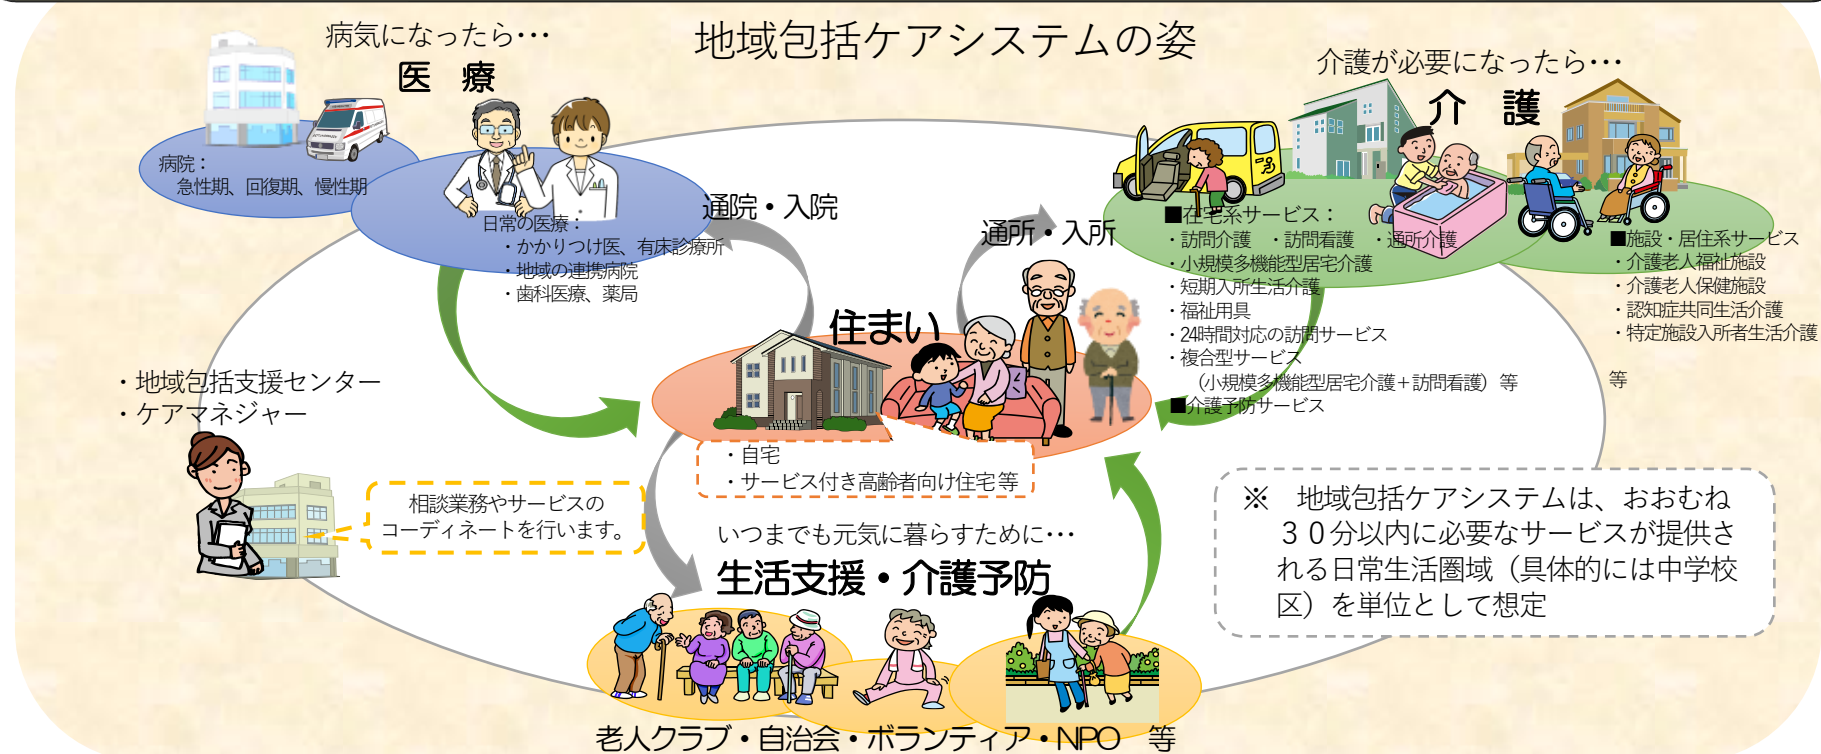 地域包括ケアシステムの姿
病気になったら･･･
医　療
病院：
急性期、回復期、慢性期
日常の医療：
・かかりつけ医、有床診療所
・地域の連携病院
・歯科医療、薬局
通院・入院
通所・入所
介護が必要になったら･･･
介　護
■在宅系サービス：
・訪問介護　・訪問看護　・通所介護
・小規模多機能型居宅介護
・短期入所生活介護
・福祉用具
・24時間対応の訪問サービス
・複合型サービス
（小規模多機能型居宅介護＋訪問看護）等
■介護予防サービス
■施設・居住系サービス
・介護老人福祉施設
・介護老人保健施設
・認知症共同生活介護
・特定施設入所者生活介護
等
住まい
・自宅
・サービス付き高齢者向け住宅等
・地域包括支援センター
・ケアマネジャー
相談業務やサービスの
コーディネートを行います。
いつまでも元気に暮らすために･･･
生活支援・介護予防
老人クラブ・自治会・ボランティア・NPO　等
※　地域包括ケアシステムは、おおむね
３０分以内に必要なサービスが提供さ
れる日常生活圏域（具体的には中学校
区）を単位として想定